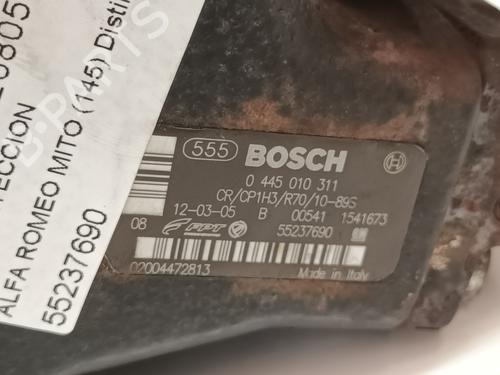 ALFA ROMEO MITO (145)
55237690
555 BOSCH
0 445 010 311
CR/CP1H3/R70/10-89S
12-03-05 B 00541 1541673
08 FPT 55237690
02004472813 Made in Italy